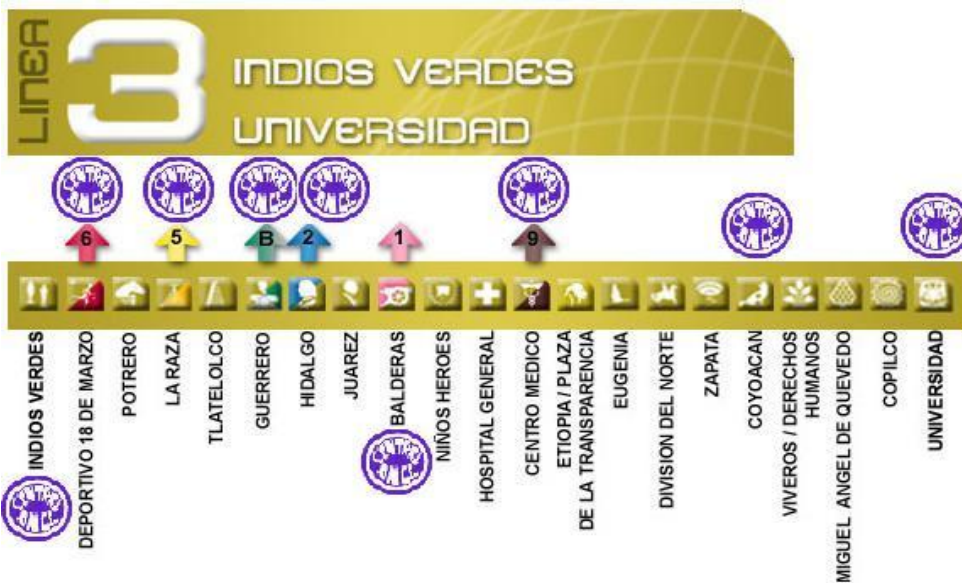 LINEA
3
INDIOS VERDES
UNIVERSIDAD
6
5
B
2
1
9
INDIOS VERDES
DEPORTIVO 18 DE MARZO
POTRERO
LA RAZA
TLATELOLCO
GUERRERO
HIDALGO
JUAREZ
BALDERAS
NIÑOS HEROES
HOSPITAL GENERAL
CENTRO MEDICO
ETIOPIA / PLAZA
DE LA TRANSPARENCIA
EUGENIA
DIVISION DEL NORTE
ZAPATA
COYOACAN
VIVEROS / DERECHOS
HUMANOS
MIGUEL ANGEL DE QUEVEDO
COPILCO
UNIVERSIDAD